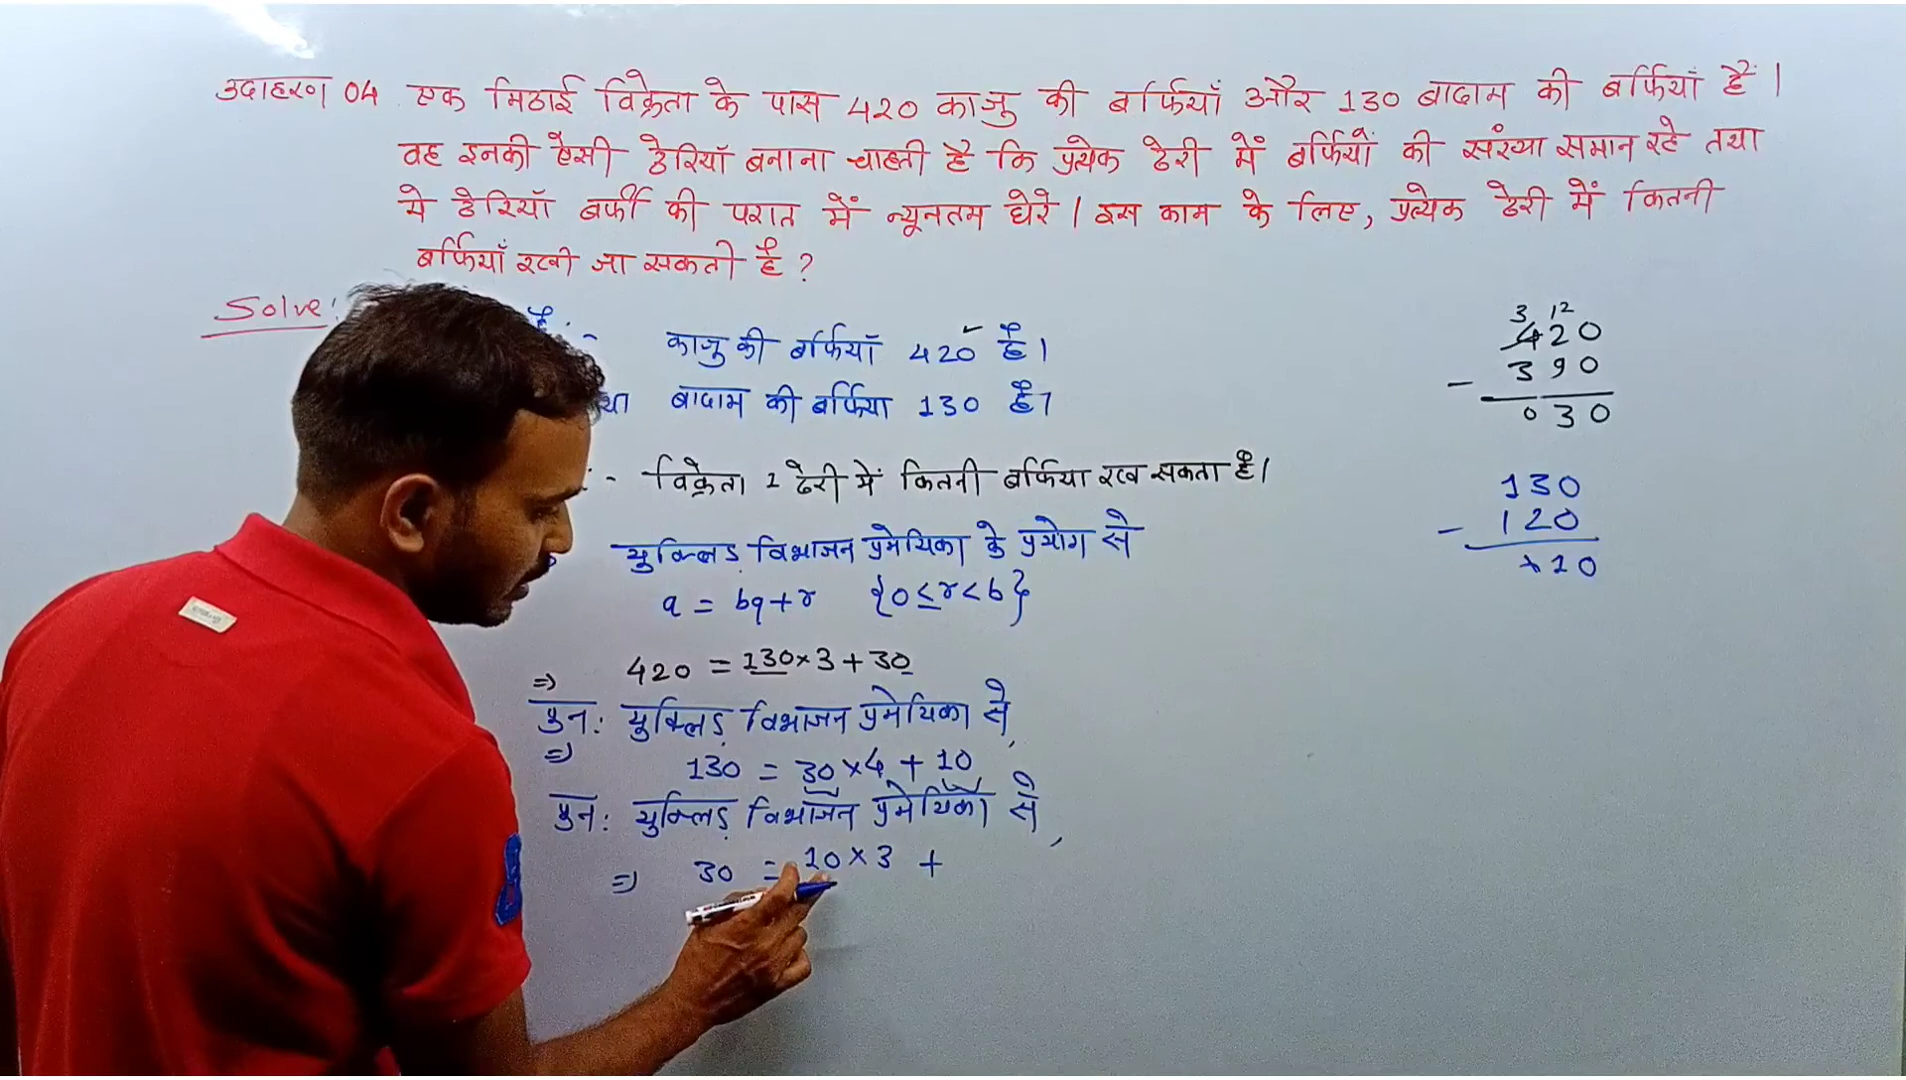 उदाहरण 04 एक मिठाई विक्रेता के पास 420 काजु की बर्फियाँ और 130 बादाम की बर्फियाँ हैं।
वह इनकी ऐसी ढेरियाँ बनाना चाहती है कि प्रत्येक ढेरी में बर्फियों की संख्या समान रहे तथा
ये ढेरियाँ बर्फी की परात में न्यूनतम घेरे। इस काम के लिए, प्रत्येक ढेरी में कितनी
बर्फियाँ रखी जा सकती है ?
Solve:
काजु की बर्फियाँ 420 है।
बादाम की बर्फिया 130 है।
:- विक्रेता 1 ढेरी में कितनी बर्फिया रख सकता है।
युक्लिड विभाजन प्रमेयिका के प्रयोग से
a = bq+r {0≤r<b}
=> 420 = 130×3+30
पुन: युक्लिड विभाजन प्रमेयिका से,
=> 130 = 30×4 + 10
पुन: युक्लिड विभाजन प्रमेयिका से,
=> 30 = 10×3 +
3 12
420
- 390
030
130
- 120
×10